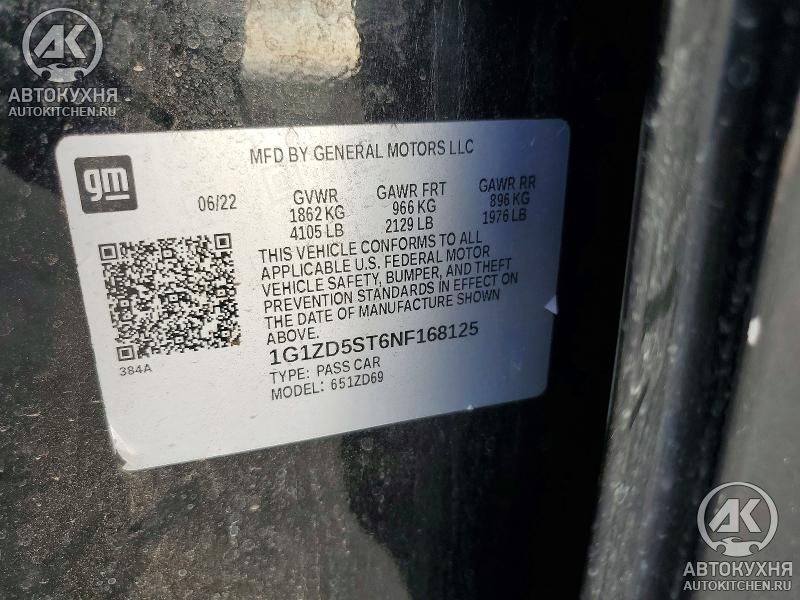 АК
АВТОКУХНЯ
AUTOKITCHEN.RU
gm
MFD BY GENERAL MOTORS LLC
06/22
GVWR
1862 KG
4105 LB
GAWR FRT
966 KG
2129 LB
GAWR RR
896 KG
1976 LB
THIS VEHICLE CONFORMS TO ALL
APPLICABLE U.S. FEDERAL MOTOR
VEHICLE SAFETY, BUMPER, AND THEFT
PREVENTION STANDARDS IN EFFECT ON
THE DATE OF MANUFACTURE SHOWN
ABOVE.
1G1ZD5ST6NF168125
TYPE: PASS CAR
MODEL: 651ZD69
384A
АК
АВТОКУХНЯ
AUTOKITCHEN.RU